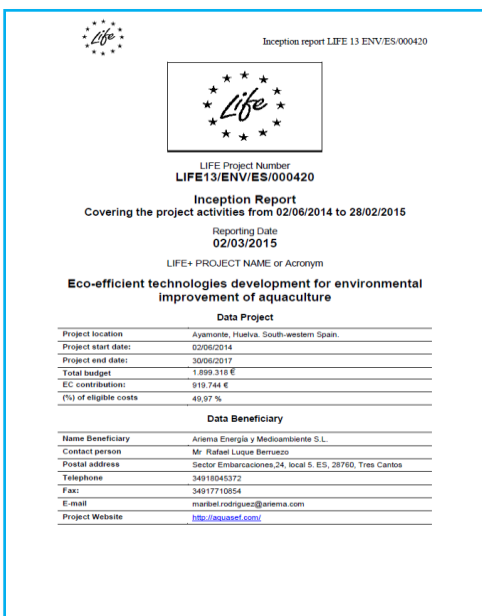 Life
Inception report LIFE 13 ENV/ES/000420
Life
LIFE Project Number
LIFE13/ENV/ES/000420
Inception Report
Covering the project activities from 02/06/2014 to 28/02/2015
Reporting Date
02/03/2015
LIFE+ PROJECT NAME or Acronym
Eco-efficient technologies development for environmental
improvement of aquaculture
Data Project
Project location Ayamonte, Huelva. South-western Spain.
Project start date: 02/06/2014
Project end date: 30/06/2017
Total budget 1.899.318 €
EC contribution: 919.744 €
(%) of eligible costs 49,97 %
Data Beneficiary
Name Beneficiary Ariema Energía y Medioambiente S.L.
Contact person Mr Rafael Luque Berruezo
Postal address Sector Embarcaciones,24, local 5. ES, 28760, Tres Cantos
Telephone 34918045372
Fax: 34917710854
E-mail maribel.rodriguez@ariema.com
Project Website http://aquasef.com/